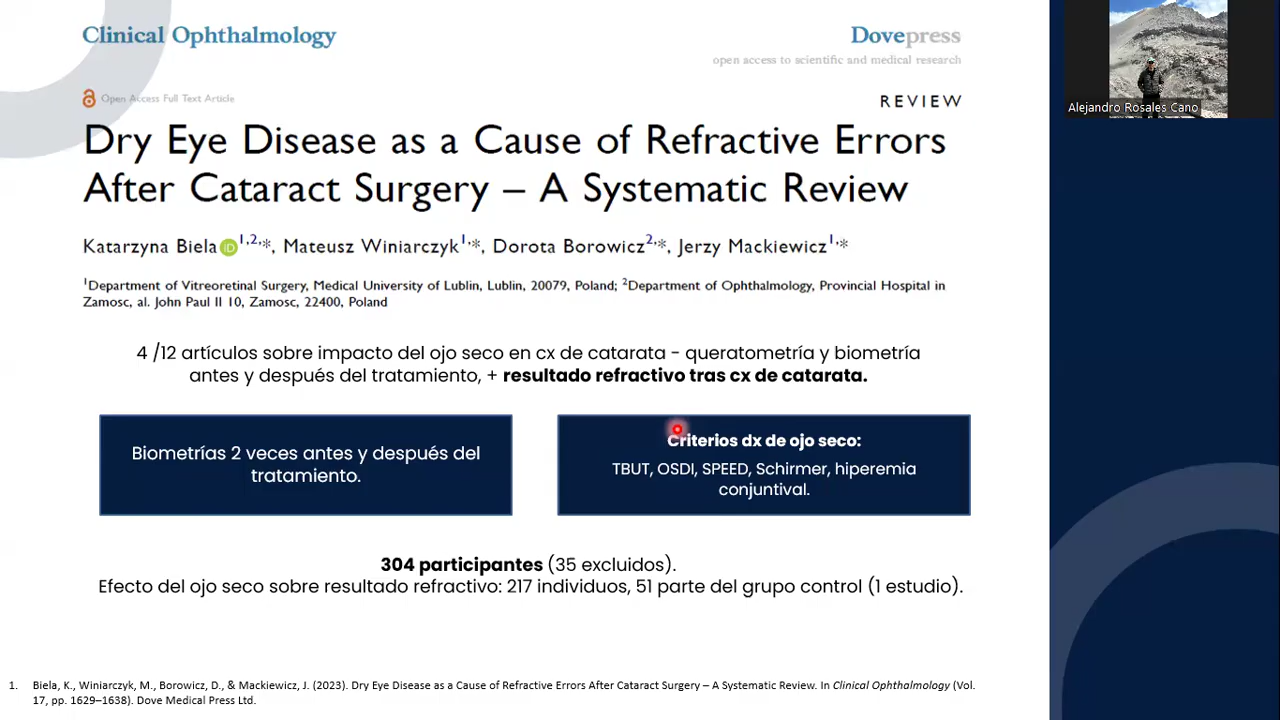 Clinical Ophthalmology
Dovepress
open access to scientific and medical research
Open Access Full Text Article
REVIEW
Dry Eye Disease as a Cause of Refractive Errors
After Cataract Surgery – A Systematic Review
Katarzyna Biela iD 1,2,*, Mateusz Winiarczyk1,*, Dorota Borowicz2,*, Jerzy Mackiewicz1,*
1Department of Vitreoretinal Surgery, Medical University of Lublin, Lublin, 20079, Poland; 2Department of Ophthalmology, Provincial Hospital in
Zamosc, al. John Paul II 10, Zamosc, 22400, Poland
4 /12 artículos sobre impacto del ojo seco en cx de catarata - queratometría y biometría
antes y después del tratamiento, + resultado refractivo tras cx de catarata.
Biometrías 2 veces antes y después del
tratamiento.
Criterios dx de ojo seco:
TBUT, OSDI, SPEED, Schirmer, hiperemia
conjuntival.
304 participantes (35 excluidos).
Efecto del ojo seco sobre resultado refractivo: 217 individuos, 51 parte del grupo control (1 estudio).
1. Biela, K., Winiarczyk, M., Borowicz, D., & Mackiewicz, J. (2023). Dry Eye Disease as a Cause of Refractive Errors After Cataract Surgery – A Systematic Review. In Clinical Ophthalmology (Vol.
17, pp. 1629–1638). Dove Medical Press Ltd.
Alejandro Rosales Cano